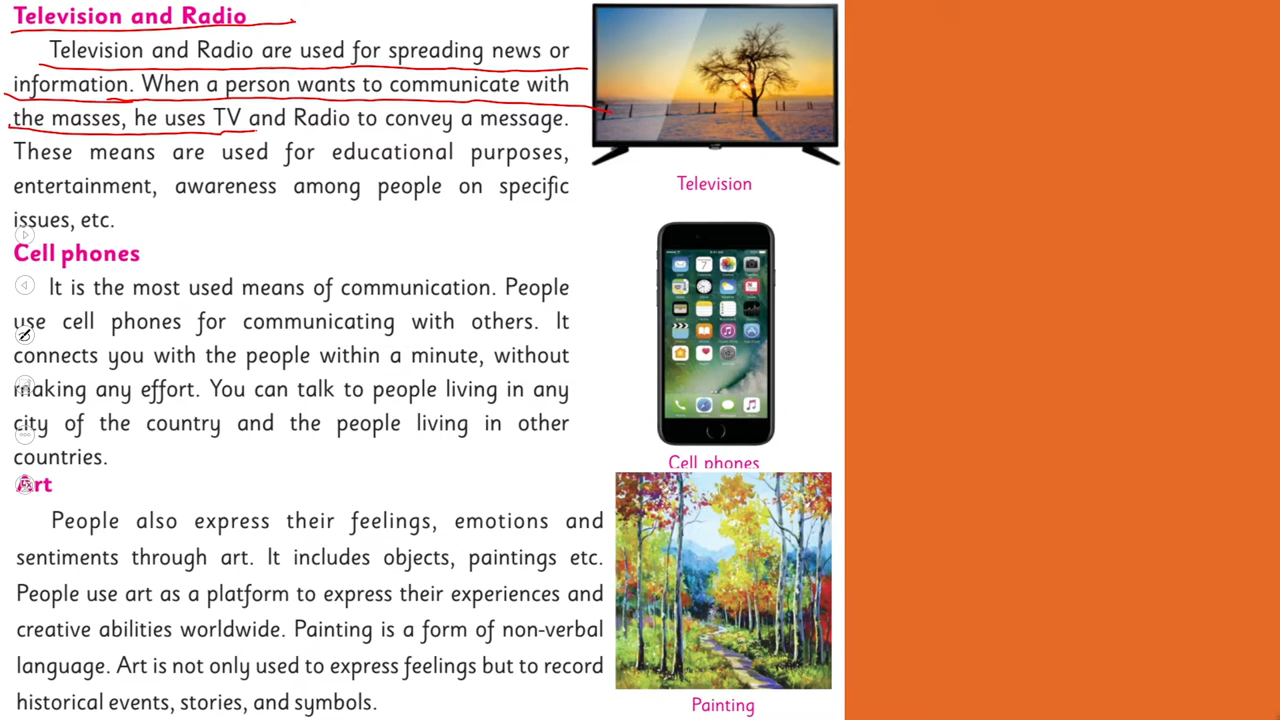 Television and Radio
Television and Radio are used for spreading news or
information. When a person wants to communicate with
the masses, he uses TV and Radio to convey a message.
These means are used for educational purposes,
entertainment, awareness among people on specific
issues, etc.
Television
Cell phones
It is the most used means of communication. People
use cell phones for communicating with others. It
connects you with the people within a minute, without
making any effort. You can talk to people living in any
city of the country and the people living in other
countries.
Cell phones
Art
People also express their feelings, emotions and
sentiments through art. It includes objects, paintings etc.
People use art as a platform to express their experiences and
creative abilities worldwide. Painting is a form of non-verbal
language. Art is not only used to express feelings but to record
historical events, stories, and symbols.
Painting